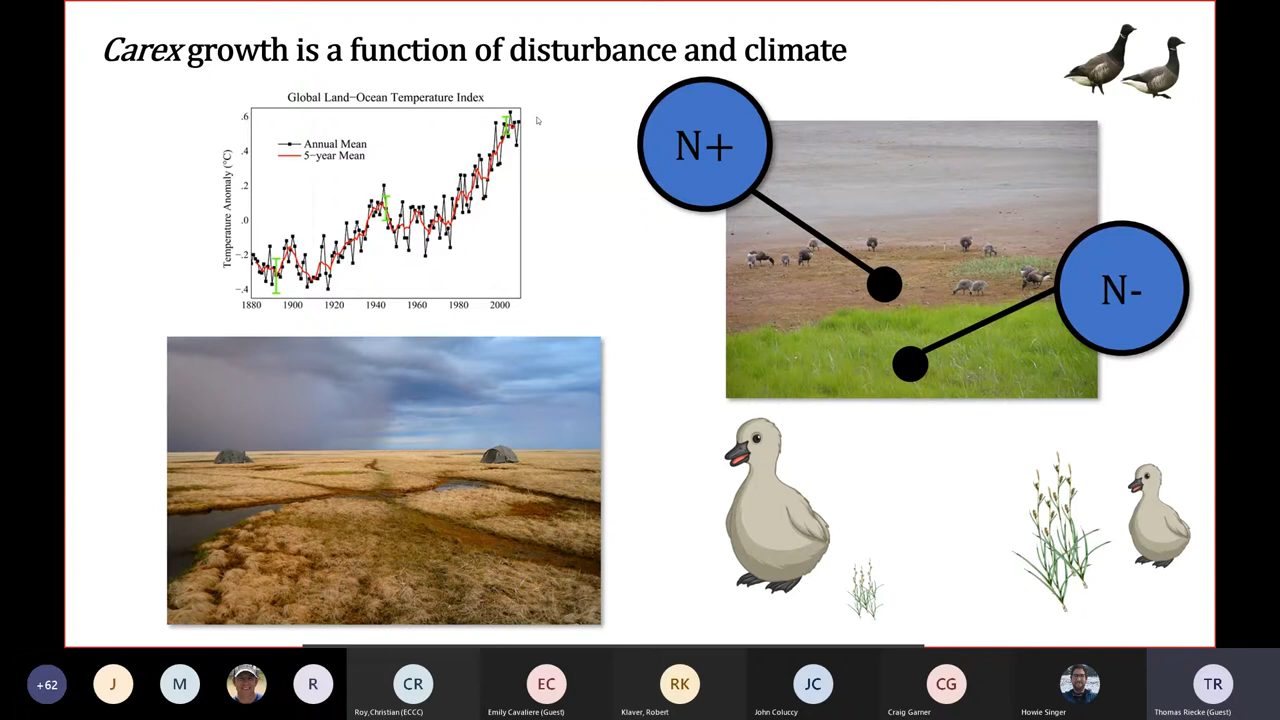 Carex growth is a function of disturbance and climate
Global Land−Ocean Temperature Index
Temperature Anomaly (°C)
.6
.4
.2
.0
−.2
−.4
Annual Mean
5−year Mean
1880 1900 1920 1940 1960 1980 2000
N+
N-
+62
J
M
R
CR
EC
RK
JC
CG
TR
Roy,Christian (ECCC)
Emily Cavaliere (Guest)
Klaver, Robert
John Coluccy
Craig Garner
Howie Singer
Thomas Riecke (Guest)